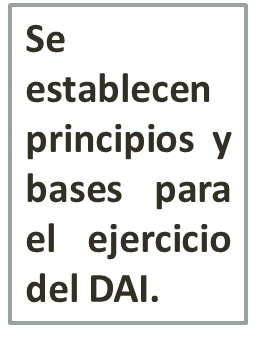 Se
establecen
principios y
bases para
el ejercicio
del DAI.